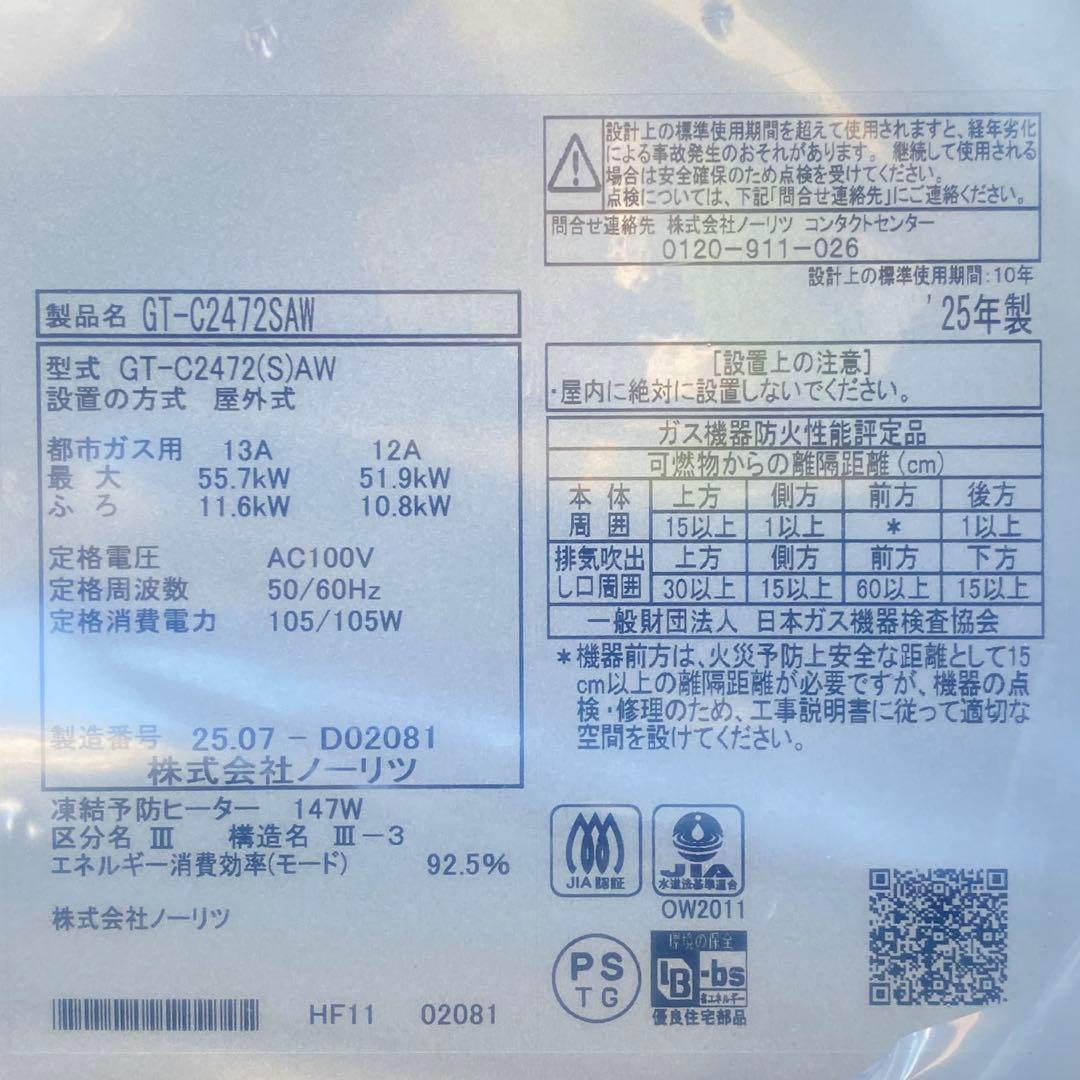 設計上の標準使用期間を超えて使用されますと、経年劣化
による事故発生のおそれがあります。 継続して使用される
場合は安全確保のため点検を受けてください。
点検については、下記「問合せ連絡先」にご連絡ください。
問合せ連絡先 株式会社ノーリツ コンタクトセンター
0120-911-026
設計上の標準使用期間:10年
'25年製
製品名 GT-C2472SAW
型式 GT-C2472(S)AW
設置の方式 屋外式
都市ガス用 13A 12A
最大 55.7kW 51.9kW
ふろ 11.6kW 10.8kW
定格電圧 AC100V
定格周波数 50/60Hz
定格消費電力 105/105W
製造番号 25.07 - D02081
株式会社ノーリツ
凍結予防ヒーター 147W
区分名 Ⅲ 構造名 Ⅲ-3
エネルギー消費効率(モード) 92.5%
株式会社ノーリツ
HF11 02081
[設置上の注意]
・屋内に絶対に設置しないでください。
ガス機器防火性能評定品
可燃物からの離隔距離(cm)
本体 上方 側方 前方 後方
周囲 15以上 1以上 * 1以上
排気吹出 上方 側方 前方 下方
し口周囲 30以上 15以上 60以上 15以上
一般財団法人 日本ガス機器検査協会
*機器前方は、火災予防上安全な距離として15
cm以上の離隔距離が必要ですが、機器の点
検・修理のため、工事説明書に従って適切な
空間を設けてください。
JIA認証
JIA
水道法基準適合
OW2011
PS
TG
環境の保全
BL-bs
省エネルギー
優良住宅部品